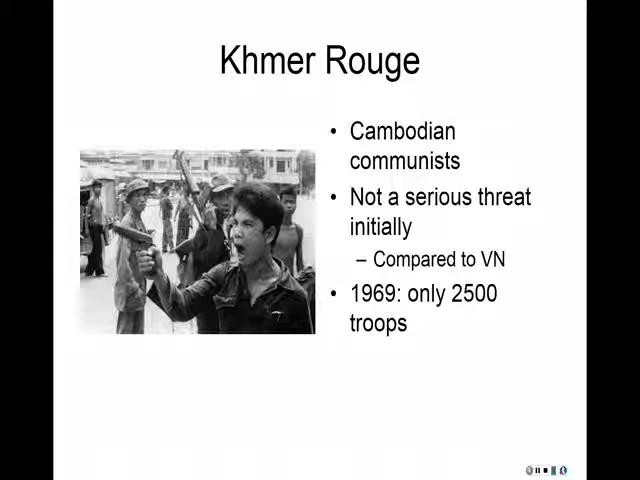 Khmer Rouge
• Cambodian
communists
• Not a serious threat
initially
– Compared to VN
• 1969: only 2500
troops